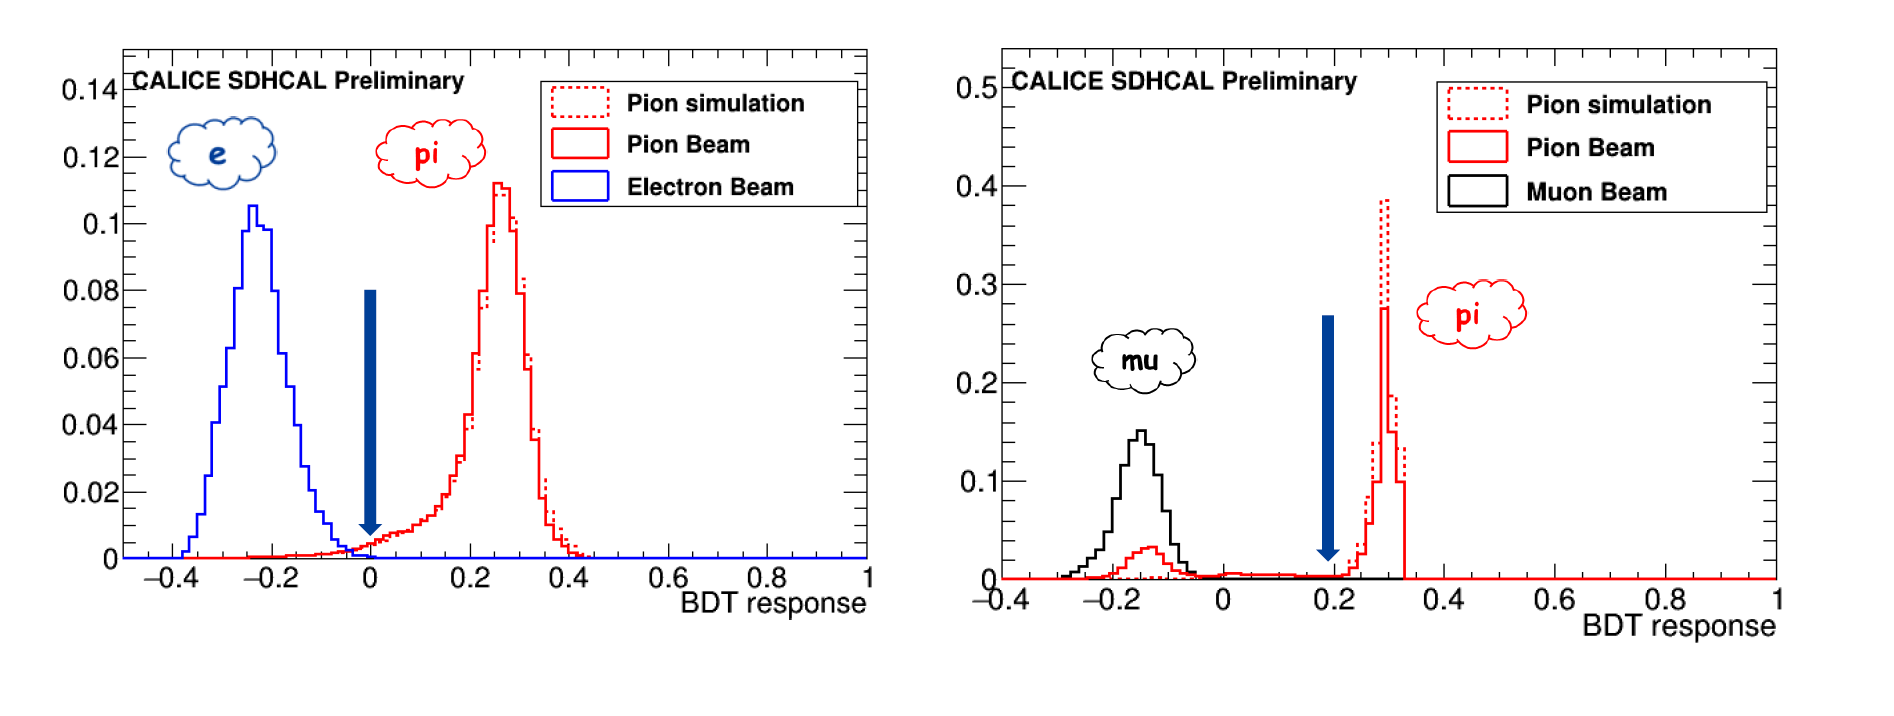 CALICE SDHCAL Preliminary
Pion simulation
Pion Beam
Electron Beam
e
pi
0.14
0.12
0.1
0.08
0.06
0.04
0.02
0
−0.4
−0.2
0
0.2
0.4
0.6
0.8
1
BDT response
CALICE SDHCAL Preliminary
Pion simulation
Pion Beam
Muon Beam
mu
pi
0.5
0.4
0.3
0.2
0.1
0
−0.4
−0.2
0
0.2
0.4
0.6
0.8
1
BDT response